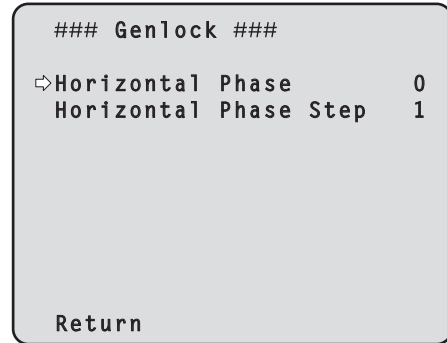 ### Genlock ###
⇨Horizontal Phase 0
Horizontal Phase Step 1
Return